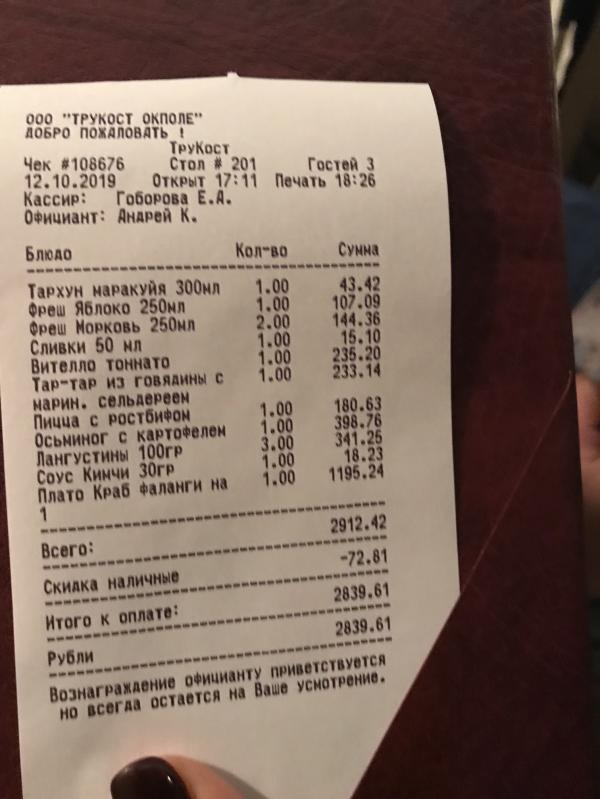 ООО "ТРУКОСТ ОКПОЛЕ"
ДОБРО ПОЖАЛОВАТЬ !
ТруКост
Чек #108676 Стол # 201 Гостей 3
12.10.2019 Открыт 17:11 Печать 18:26
Кассир: Гоборова Е.А.
Официант: Андрей К.
Блюдо Кол-во Сумма
Тархун маракуйя 300мл 1.00 43.42
Фреш Яблоко 250мл 1.00 107.09
Фреш Морковь 250мл 2.00 144.36
Сливки 50 мл 1.00 15.10
Вителло тоннато 1.00 235.20
Тар-тар из говядины с 1.00 233.14
марин. сельдереем
Пицца с ростбифом 1.00 180.63
Осьминог с картофелем 1.00 398.76
Лангустины 100гр 3.00 341.25
Соус Кимчи 30гр 1.00 18.23
Плато Краб фаланги на 1.00 1195.24
1
Всего: 2912.42
Скидка наличные -72.81
Итого к оплате: 2839.61
Рубли 2839.61
Вознаграждение официанту приветствуется
но всегда остается на Ваше усмотрение.